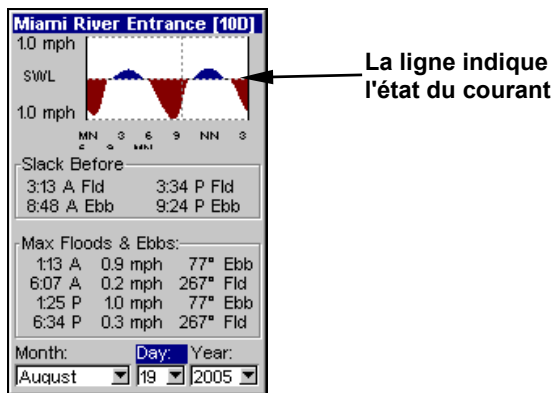 Miami River Entrance [10D]
1.0 mph
SWL
1.0 mph
MN 3 6 9 NN 3
6 9 MN
La ligne indique
l'état du courant
Slack Before
3:13 A Fld 3:34 P Fld
8:48 A Ebb 9:24 P Ebb
Max Floods & Ebbs:
1:13 A 0.9 mph 77° Ebb
6:07 A 0.2 mph 267° Fld
1:25 P 1.0 mph 77° Ebb
6:34 P 0.3 mph 267° Fld
Month: Day: Year:
August 19 2005